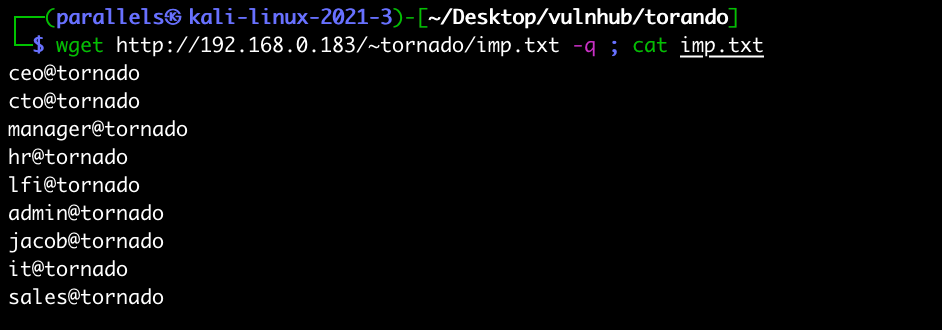 ┌──(parallels㉿kali-linux-2021-3)-[~/Desktop/vulnhub/torando]
└─$ wget http://192.168.0.183/~tornado/imp.txt -q ; cat imp.txt
ceo@tornado
cto@tornado
manager@tornado
hr@tornado
lfi@tornado
admin@tornado
jacob@tornado
it@tornado
sales@tornado